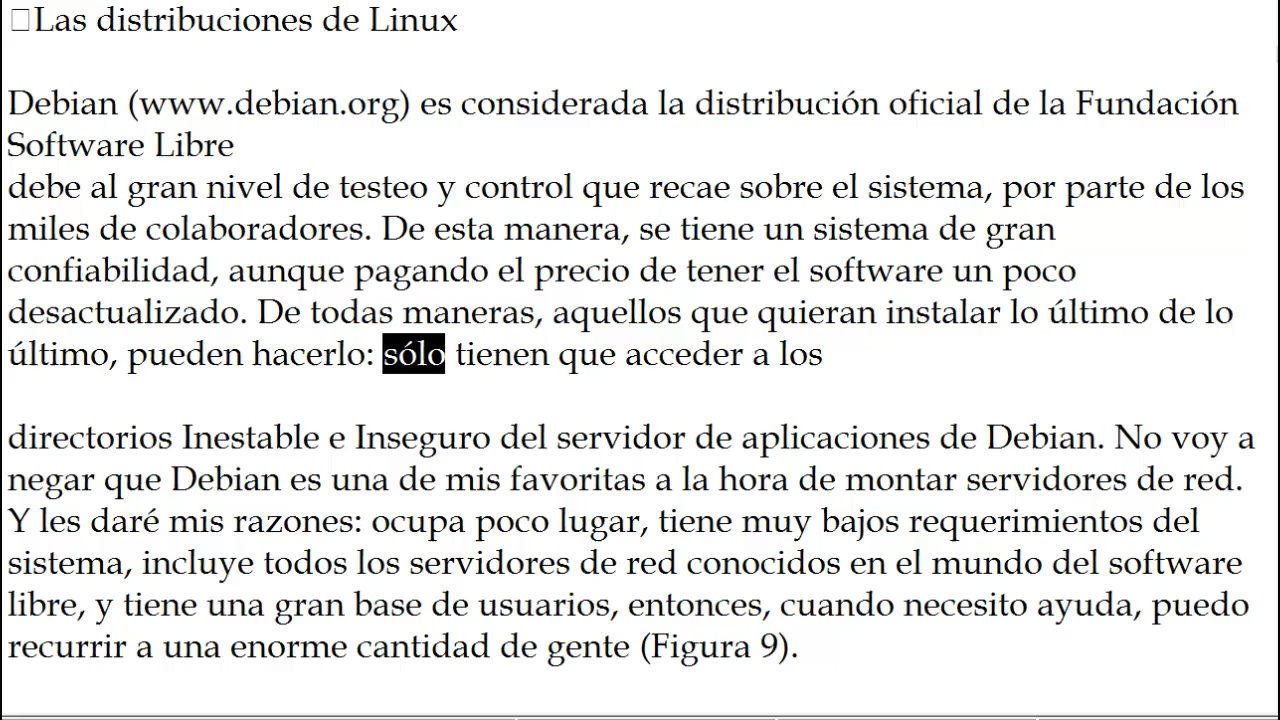 Las distribuciones de Linux
Debian (www.debian.org) es considerada la distribución oficial de la Fundación
Software Libre
debe al gran nivel de testeo y control que recae sobre el sistema, por parte de los
miles de colaboradores. De esta manera, se tiene un sistema de gran
confiabilidad, aunque pagando el precio de tener el software un poco
desactualizado. De todas maneras, aquellos que quieran instalar lo último de lo
último, pueden hacerlo: sólo tienen que acceder a los
directorios Inestable e Inseguro del servidor de aplicaciones de Debian. No voy a
negar que Debian es una de mis favoritas a la hora de montar servidores de red.
Y les daré mis razones: ocupa poco lugar, tiene muy bajos requerimientos del
sistema, incluye todos los servidores de red conocidos en el mundo del software
libre, y tiene una gran base de usuarios, entonces, cuando necesito ayuda, puedo
recurrir a una enorme cantidad de gente (Figura 9).